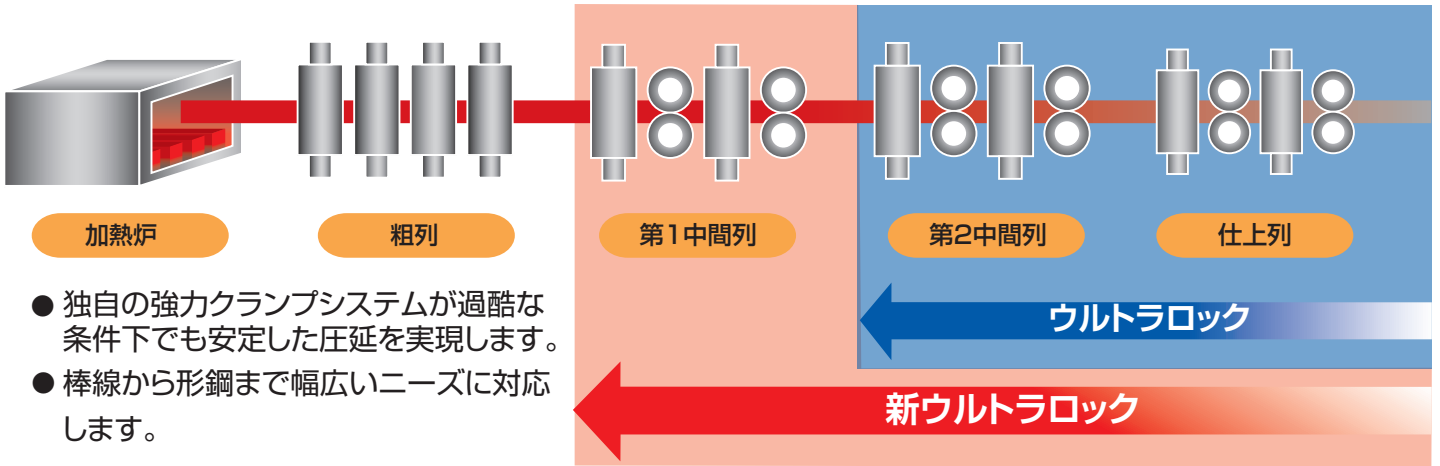 加熱炉
粗列
第1中間列
第2中間列
仕上列
● 独自の強力クランプシステムが過酷な
条件下でも安定した圧延を実現します。
● 棒線から形鋼まで幅広いニーズに対応
します。
ウルトラロック
新ウルトラロック